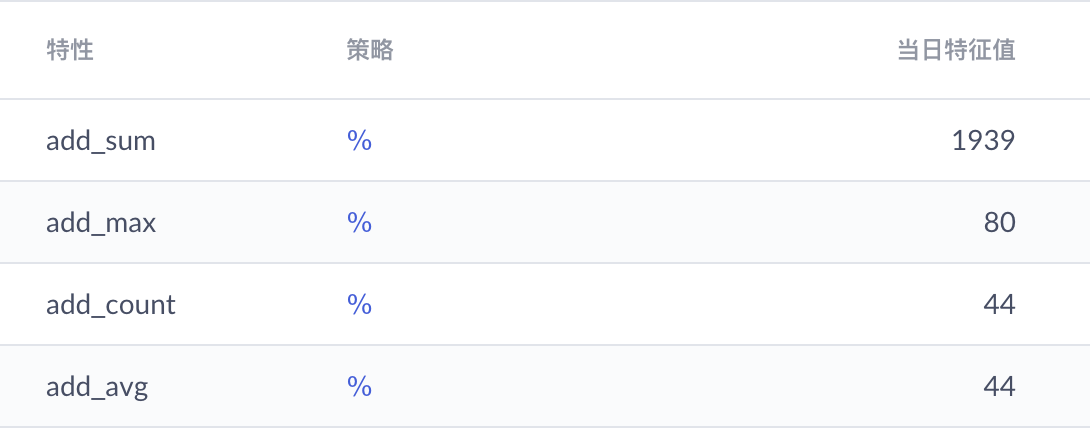 特性 策略 当日特征值
add_sum % 1939
add_max % 80
add_count % 44
add_avg % 44